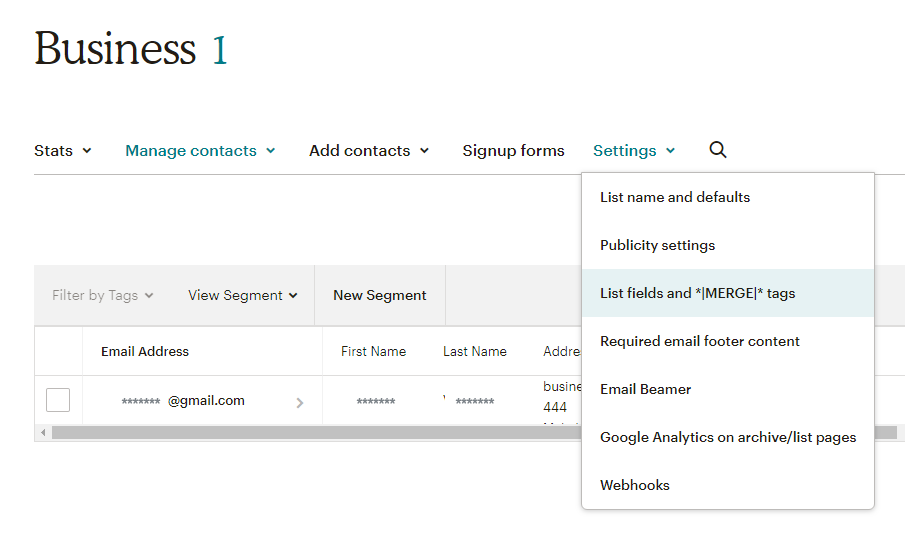 Business 1
Stats Manage contacts Add contacts Signup forms Settings
List name and defaults
Publicity settings
List fields and *|MERGE|* tags
Required email footer content
Email Beamer
Google Analytics on archive/list pages
Webhooks
Filter by Tags View Segment New Segment
Email Address First Name Last Name Addre
******* @gmail.com ******* ******* busine
444